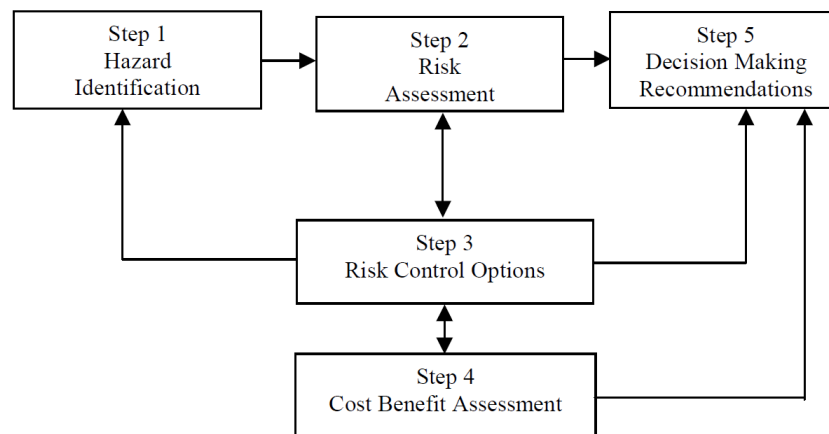 Step 1
Hazard
Identification
Step 2
Risk
Assessment
Step 5
Decision Making
Recommendations
Step 3
Risk Control Options
Step 4
Cost Benefit Assessment